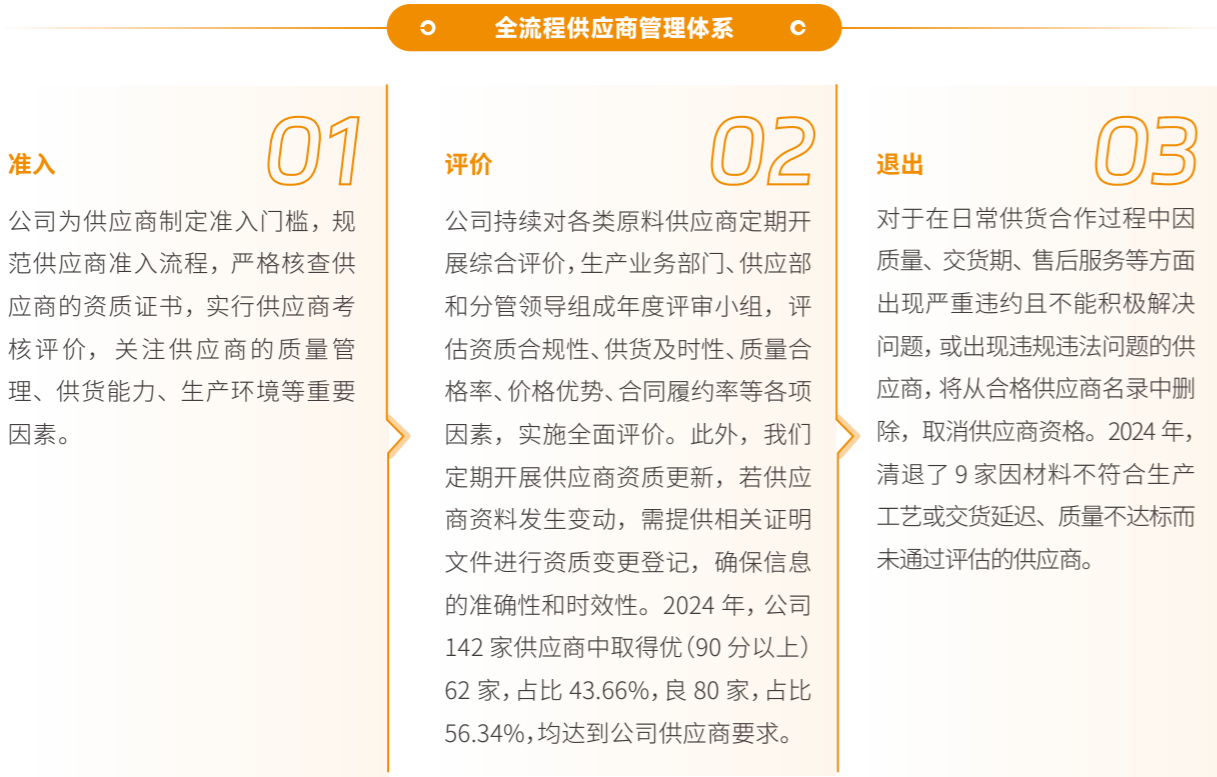 全流程供应商管理体系
01
准入
公司为供应商制定准入门槛，规
范供应商准入流程，严格核查供
应商的资质证书，实行供应商考
核评价，关注供应商的质量管
理、供货能力、生产环境等重要
因素。
02
评价
公司持续对各类原料供应商定期开
展综合评价，生产业务部门、供应部
和分管领导组成年度评审小组，评
估资质合规性、供货及时性、质量合
格率、价格优势、合同履约率等各项
因素，实施全面评价。此外，我们
定期开展供应商资质更新，若供应
商资料发生变动，需提供相关证明
文件进行资质变更登记，确保信息
的准确性和时效性。2024 年，公司
142 家供应商中取得优（90 分以上）
62 家，占比 43.66%，良 80 家，占比
56.34%，均达到公司供应商要求。
03
退出
对于在日常供货合作过程中因
质量、交货期、售后服务等方面
出现严重违约且不能积极解决
问题，或出现违规违法问题的供
应商，将从合格供应商名录中删
除，取消供应商资格。2024 年，
清退了 9 家因材料不符合生产
工艺或交货延迟、质量不达标而
未通过评估的供应商。